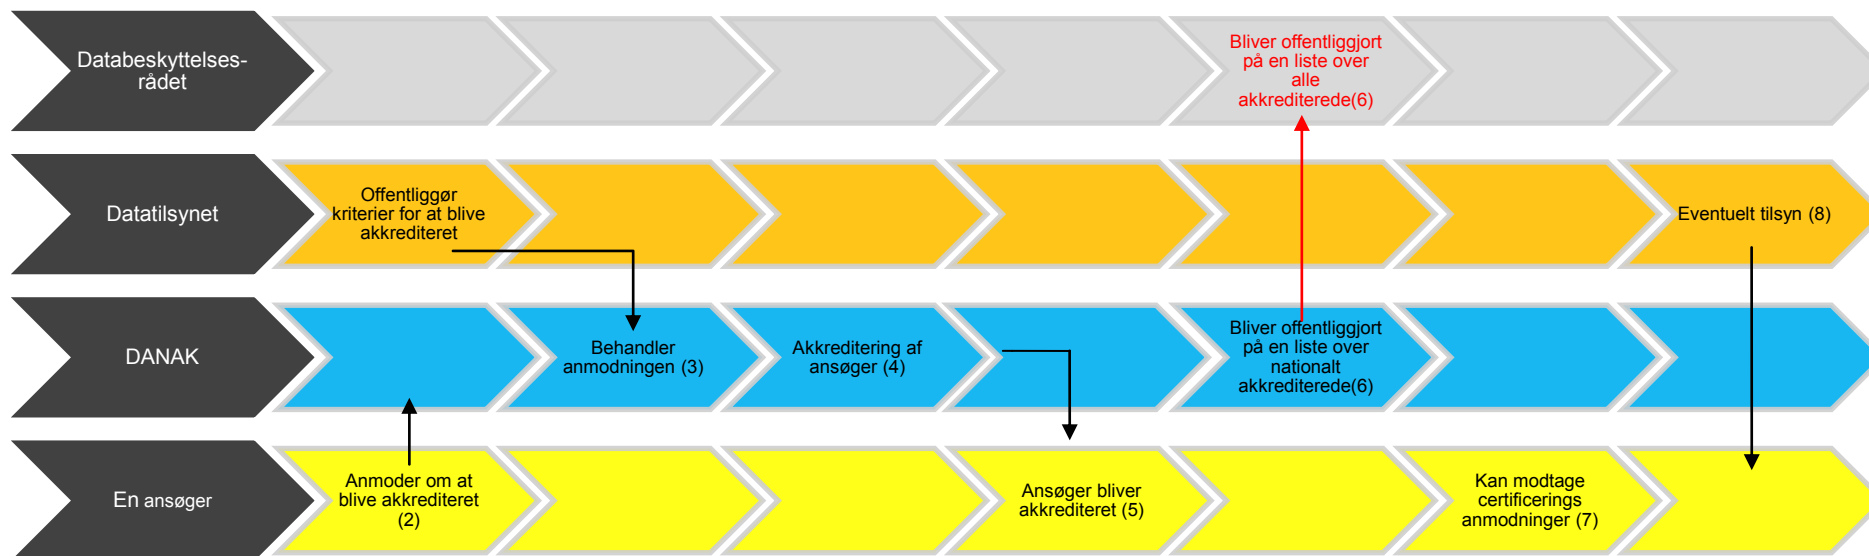 Databeskyttelses-
rådet
Bliver offentliggjort
på en liste over
alle
akkrediterede(6)
Datatilsynet
Offentliggør
kriterier for at blive
akkrediteret
Eventuelt tilsyn (8)
DANAK
Behandler
anmodningen (3)
Akkreditering af
ansøger (4)
Bliver offentliggjort
på en liste over
nationalt
akkrediterede(6)
En ansøger
Anmoder om at
blive akkrediteret
(2)
Ansøger bliver
akkrediteret (5)
Kan modtage
certificerings
anmodninger (7)